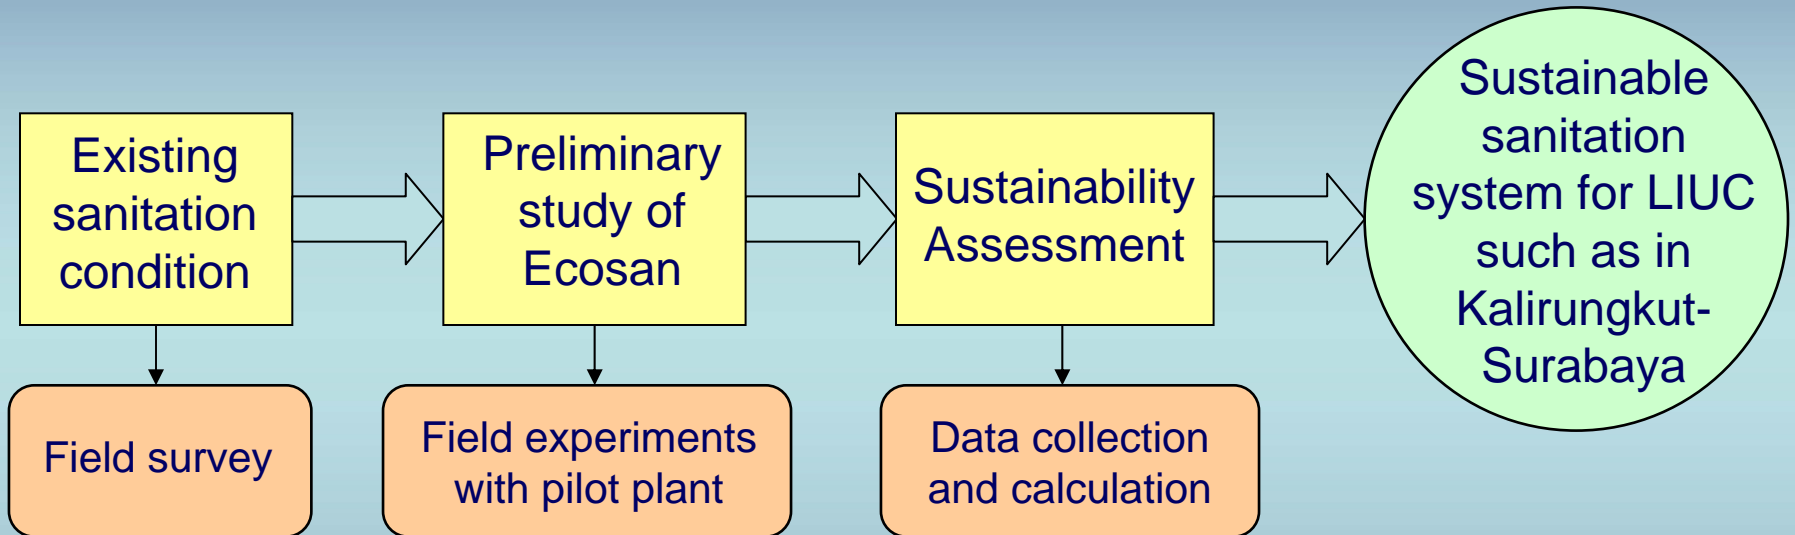 Existing
sanitation
condition
Preliminary
study of
Ecosan
Sustainability
Assessment
Sustainable
sanitation
system for LIUC
such as in
Kalirungkut-
Surabaya
Field survey
Field experiments
with pilot plant
Data collection
and calculation